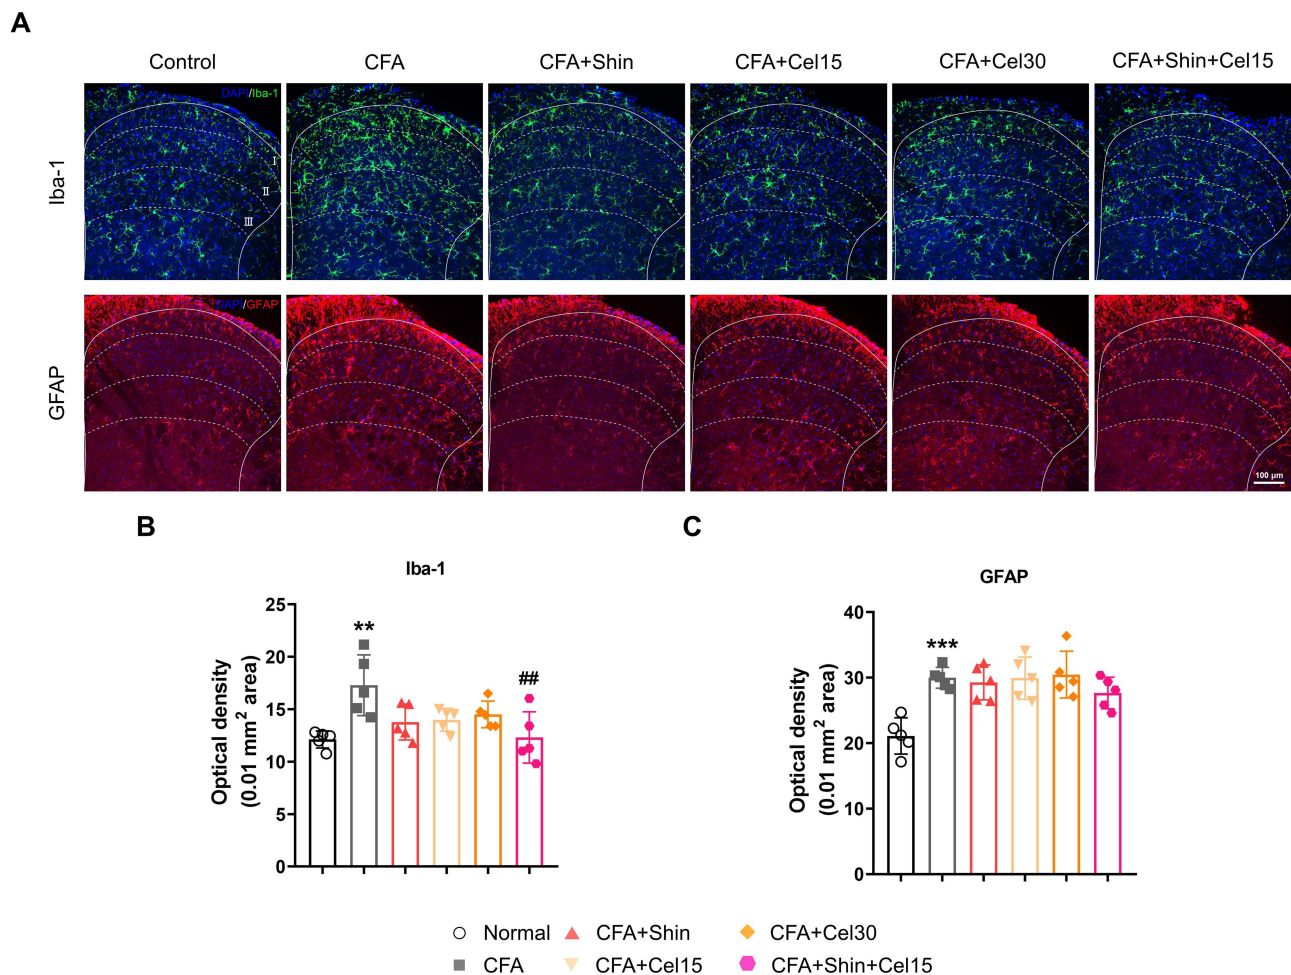 A
Control CFA CFA+Shin CFA+Cel15 CFA+Cel30 CFA+Shin+Cel15
Iba-1
DAPI/Iba-1
I
II
III
GFAP
DAPI/GFAP
100 μm
B
Iba-1
Optical density
(0.01 mm² area)
25
20
15
10
5
0
**
##
C
GFAP
Optical density
(0.01 mm² area)
40
30
20
10
0
***
Normal CFA+Shin CFA+Cel30
CFA CFA+Cel15 CFA+Shin+Cel15